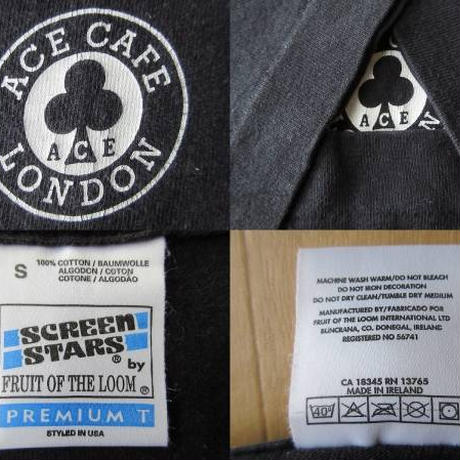 ACE CAFE
ACE
LONDON
ACE
N
S
100% COTTON / BAUMWOLLE
ALGODON / COTON
COTONE / ALGODÃO
SCREEN
STARS®
by
FRUIT OF THE LOOM®
PREMIUM T
STYLED IN USA
MACHINE WASH WARM/DO NOT BLEACH
DO NOT IRON DECORATION
DO NOT DRY CLEAN/TUMBLE DRY MEDIUM
MANUFACTURED BY/FABRICADO POR
FRUIT OF THE LOOM INTERNATIONAL LTD
BUNCRANA, CO. DONEGAL, IRELAND
REGISTERED NO 56741
CA 18345 RN 13765
MADE IN IRELAND
40°